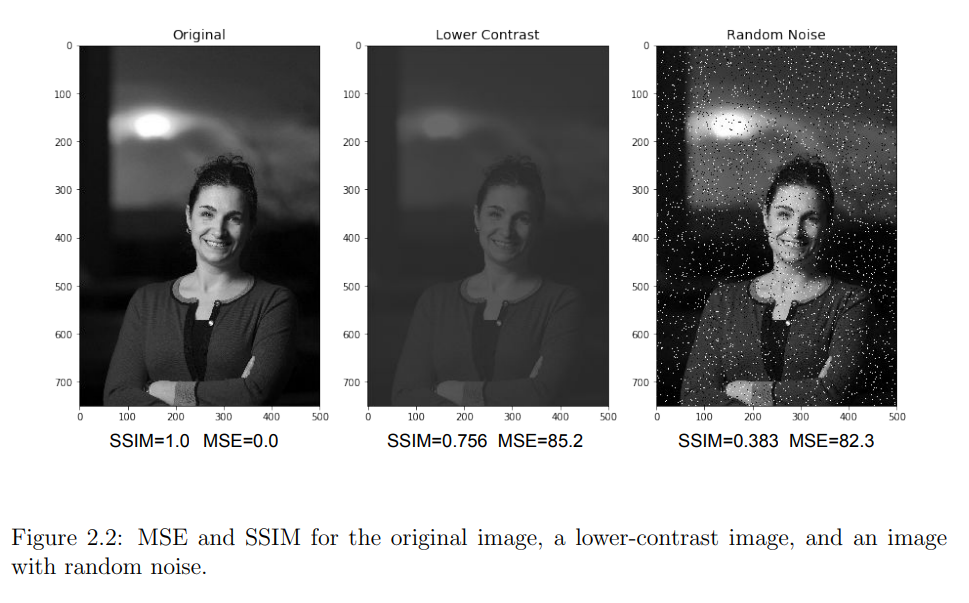 Original
Lower Contrast
Random Noise
0
100
200
300
400
500
600
700
0 100 200 300 400 500
0
100
200
300
400
500
600
700
0 100 200 300 400 500
0
100
200
300
400
500
600
700
0 100 200 300 400 500
SSIM=1.0 MSE=0.0
SSIM=0.756 MSE=85.2
SSIM=0.383 MSE=82.3
Figure 2.2: MSE and SSIM for the original image, a lower-contrast image, and an image
with random noise.